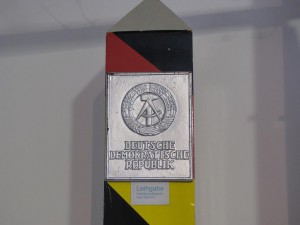 DEUTSCHE
DEMOKRATISCHE
REPUBLIK
Leihgabe